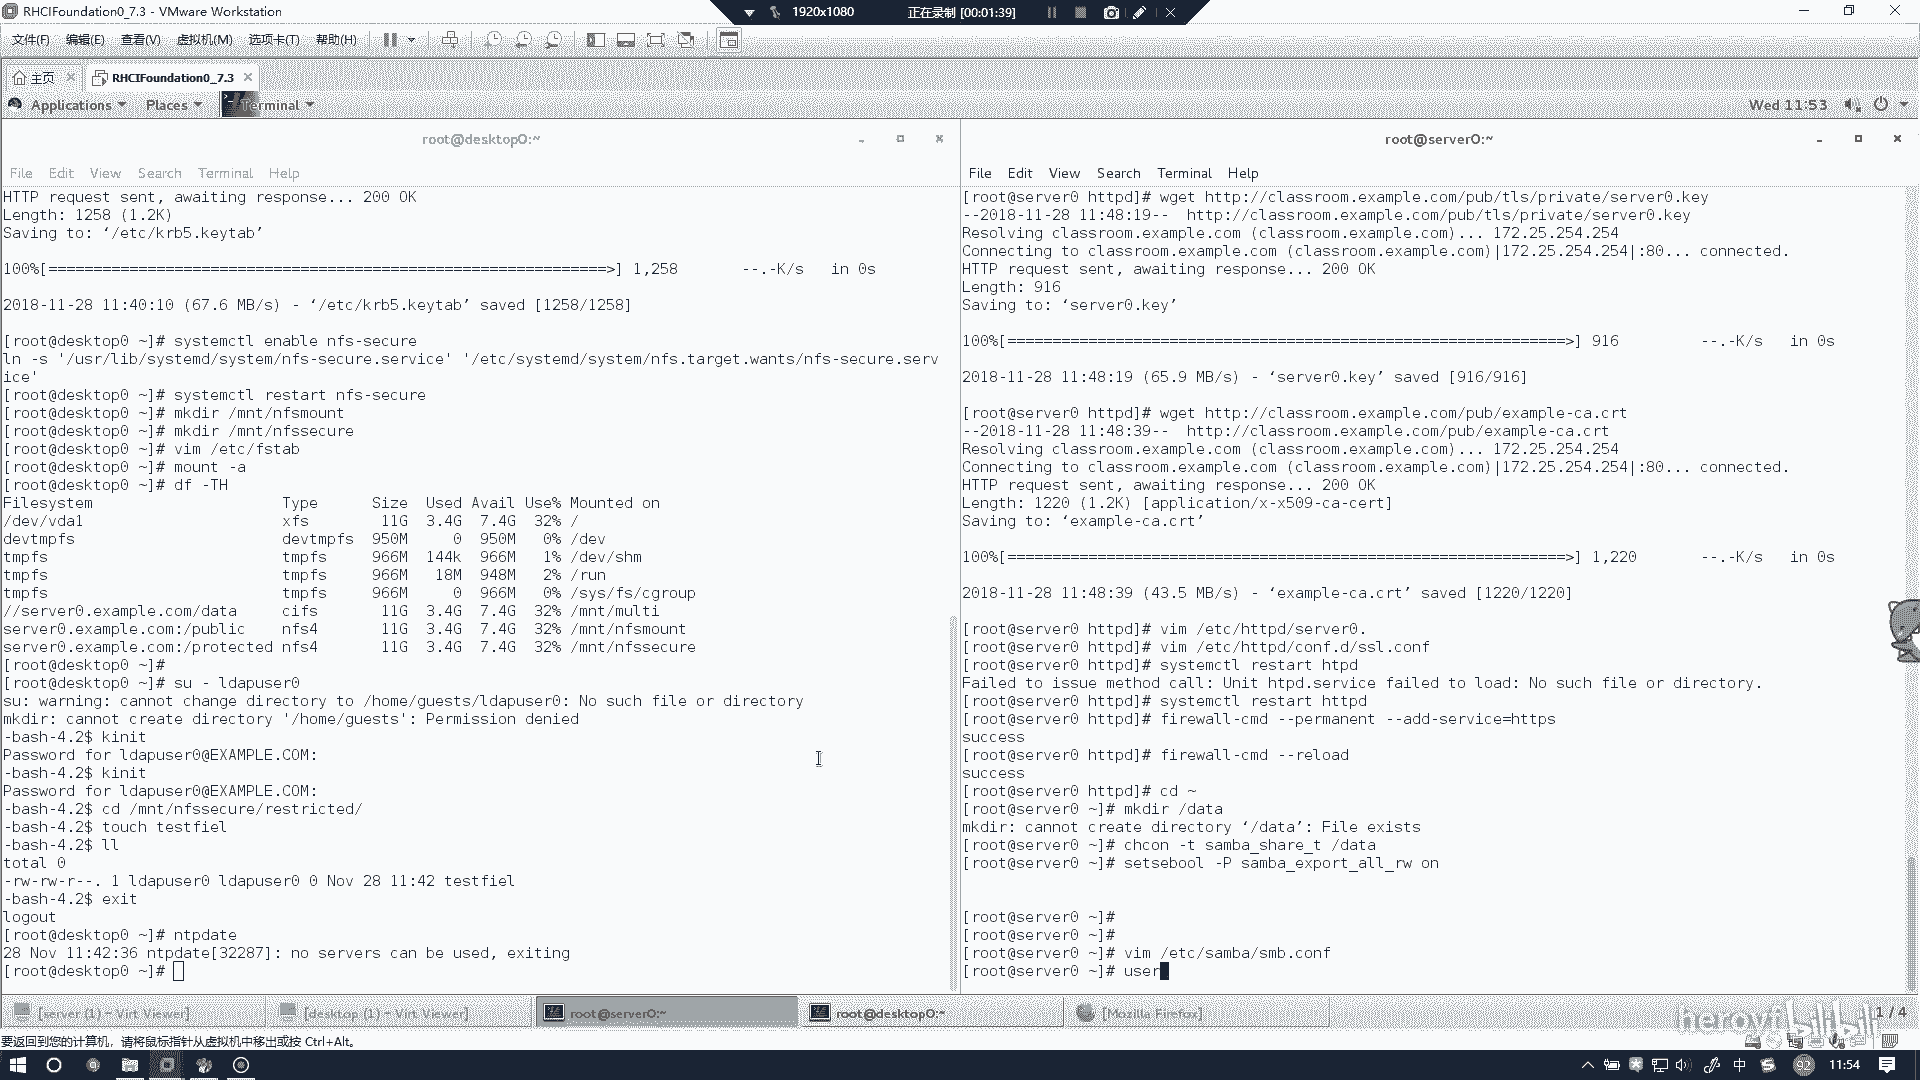 RHCIFoundation0_7.3 - VMware Workstation
1920x1080
正在录制 [00:01:39]
文件(F) 编辑(E) 查看(V) 虚拟机(M) 选项卡(T) 帮助(H)
主页
RHCIFoundation0_7.3
Applications Places Terminal
Wed 11:53
root@desktop0:~
File Edit View Search Terminal Help
HTTP request sent, awaiting response... 200 OK
Length: 1258 (1.2K)
Saving to: ‘/etc/krb5.keytab’
100%[==============================================================>] 1,258 --.-K/s in 0s
2018-11-28 11:40:10 (67.6 MB/s) - ‘/etc/krb5.keytab’ saved [1258/1258]
[root@desktop0 ~]# systemctl enable nfs-secure
ln -s '/usr/lib/systemd/system/nfs-secure.service' '/etc/systemd/system/nfs.target.wants/nfs-secure.serv
ice'
[root@desktop0 ~]# systemctl restart nfs-secure
[root@desktop0 ~]# mkdir /mnt/nfsmount
[root@desktop0 ~]# mkdir /mnt/nfssecure
[root@desktop0 ~]# vim /etc/fstab
[root@desktop0 ~]# mount -a
[root@desktop0 ~]# df -TH
Filesystem Type Size Used Avail Use% Mounted on
/dev/vda1 xfs 11G 3.4G 7.4G 32% /
devtmpfs devtmpfs 950M 0 950M 0% /dev
tmpfs tmpfs 966M 144k 966M 1% /dev/shm
tmpfs tmpfs 966M 18M 948M 2% /run
tmpfs tmpfs 966M 0 966M 0% /sys/fs/cgroup
//server0.example.com/data cifs 11G 3.4G 7.4G 32% /mnt/multi
server0.example.com:/public nfs4 11G 3.4G 7.4G 32% /mnt/nfsmount
server0.example.com:/protected nfs4 11G 3.4G 7.4G 32% /mnt/nfssecure
[root@desktop0 ~]#
[root@desktop0 ~]# su - ldapuser0
su: warning: cannot change directory to /home/guests/ldapuser0: No such file or directory
mkdir: cannot create directory '/home/guests': Permission denied
-bash-4.2$ kinit
Password for ldapuser0@EXAMPLE.COM:
-bash-4.2$ kinit
Password for ldapuser0@EXAMPLE.COM:
-bash-4.2$ cd /mnt/nfssecure/restricted/
-bash-4.2$ touch testfiel
-bash-4.2$ ll
total 0
-rw-rw-r--. 1 ldapuser0 ldapuser0 0 Nov 28 11:42 testfiel
-bash-4.2$ exit
logout
[root@desktop0 ~]# ntpdate
28 Nov 11:42:36 ntpdate[32287]: no servers can be used, exiting
[root@desktop0 ~]#
root@server0:~
File Edit View Search Terminal Help
[root@server0 httpd]# wget http://classroom.example.com/pub/tls/private/server0.key
--2018-11-28 11:48:19-- http://classroom.example.com/pub/tls/private/server0.key
Resolving classroom.example.com (classroom.example.com)... 172.25.254.254
Connecting to classroom.example.com (classroom.example.com)|172.25.254.254|:80... connected.
HTTP request sent, awaiting response... 200 OK
Length: 916
Saving to: ‘server0.key’
100%[==============================================================>] 916 --.-K/s in 0s
2018-11-28 11:48:19 (65.9 MB/s) - ‘server0.key’ saved [916/916]
[root@server0 httpd]# wget http://classroom.example.com/pub/example-ca.crt
--2018-11-28 11:48:39-- http://classroom.example.com/pub/example-ca.crt
Resolving classroom.example.com (classroom.example.com)... 172.25.254.254
Connecting to classroom.example.com (classroom.example.com)|172.25.254.254|:80... connected.
HTTP request sent, awaiting response... 200 OK
Length: 1220 (1.2K) [application/x-x509-ca-cert]
Saving to: ‘example-ca.crt’
100%[==============================================================>] 1,220 --.-K/s in 0s
2018-11-28 11:48:39 (43.5 MB/s) - ‘example-ca.crt’ saved [1220/1220]
[root@server0 httpd]# vim /etc/httpd/server0.
[root@server0 httpd]# vim /etc/httpd/conf.d/ssl.conf
[root@server0 httpd]# systemctl restart htpd
Failed to issue method call: Unit htpd.service failed to load: No such file or directory.
[root@server0 httpd]# systemctl restart httpd
[root@server0 httpd]# firewall-cmd --permanent --add-service=https
success
[root@server0 httpd]# firewall-cmd --reload
success
[root@server0 httpd]# cd ~
[root@server0 ~]# mkdir /data
mkdir: cannot create directory ‘/data’: File exists
[root@server0 ~]# chcon -t samba_share_t /data
[root@server0 ~]# setsebool -P samba_export_all_rw on
[root@server0 ~]#
[root@server0 ~]#
[root@server0 ~]# vim /etc/samba/smb.conf
[root@server0 ~]# user
[server (1) - Virt Viewer]
[desktop (1) - Virt Viewer]
root@server0:~
root@desktop0:~
[Mozilla Firefox]
1 / 4
heroyf bilibili
要返回到您的计算机，请将鼠标指针从虚拟机中移出或按 Ctrl+Alt。
中
92
11:54